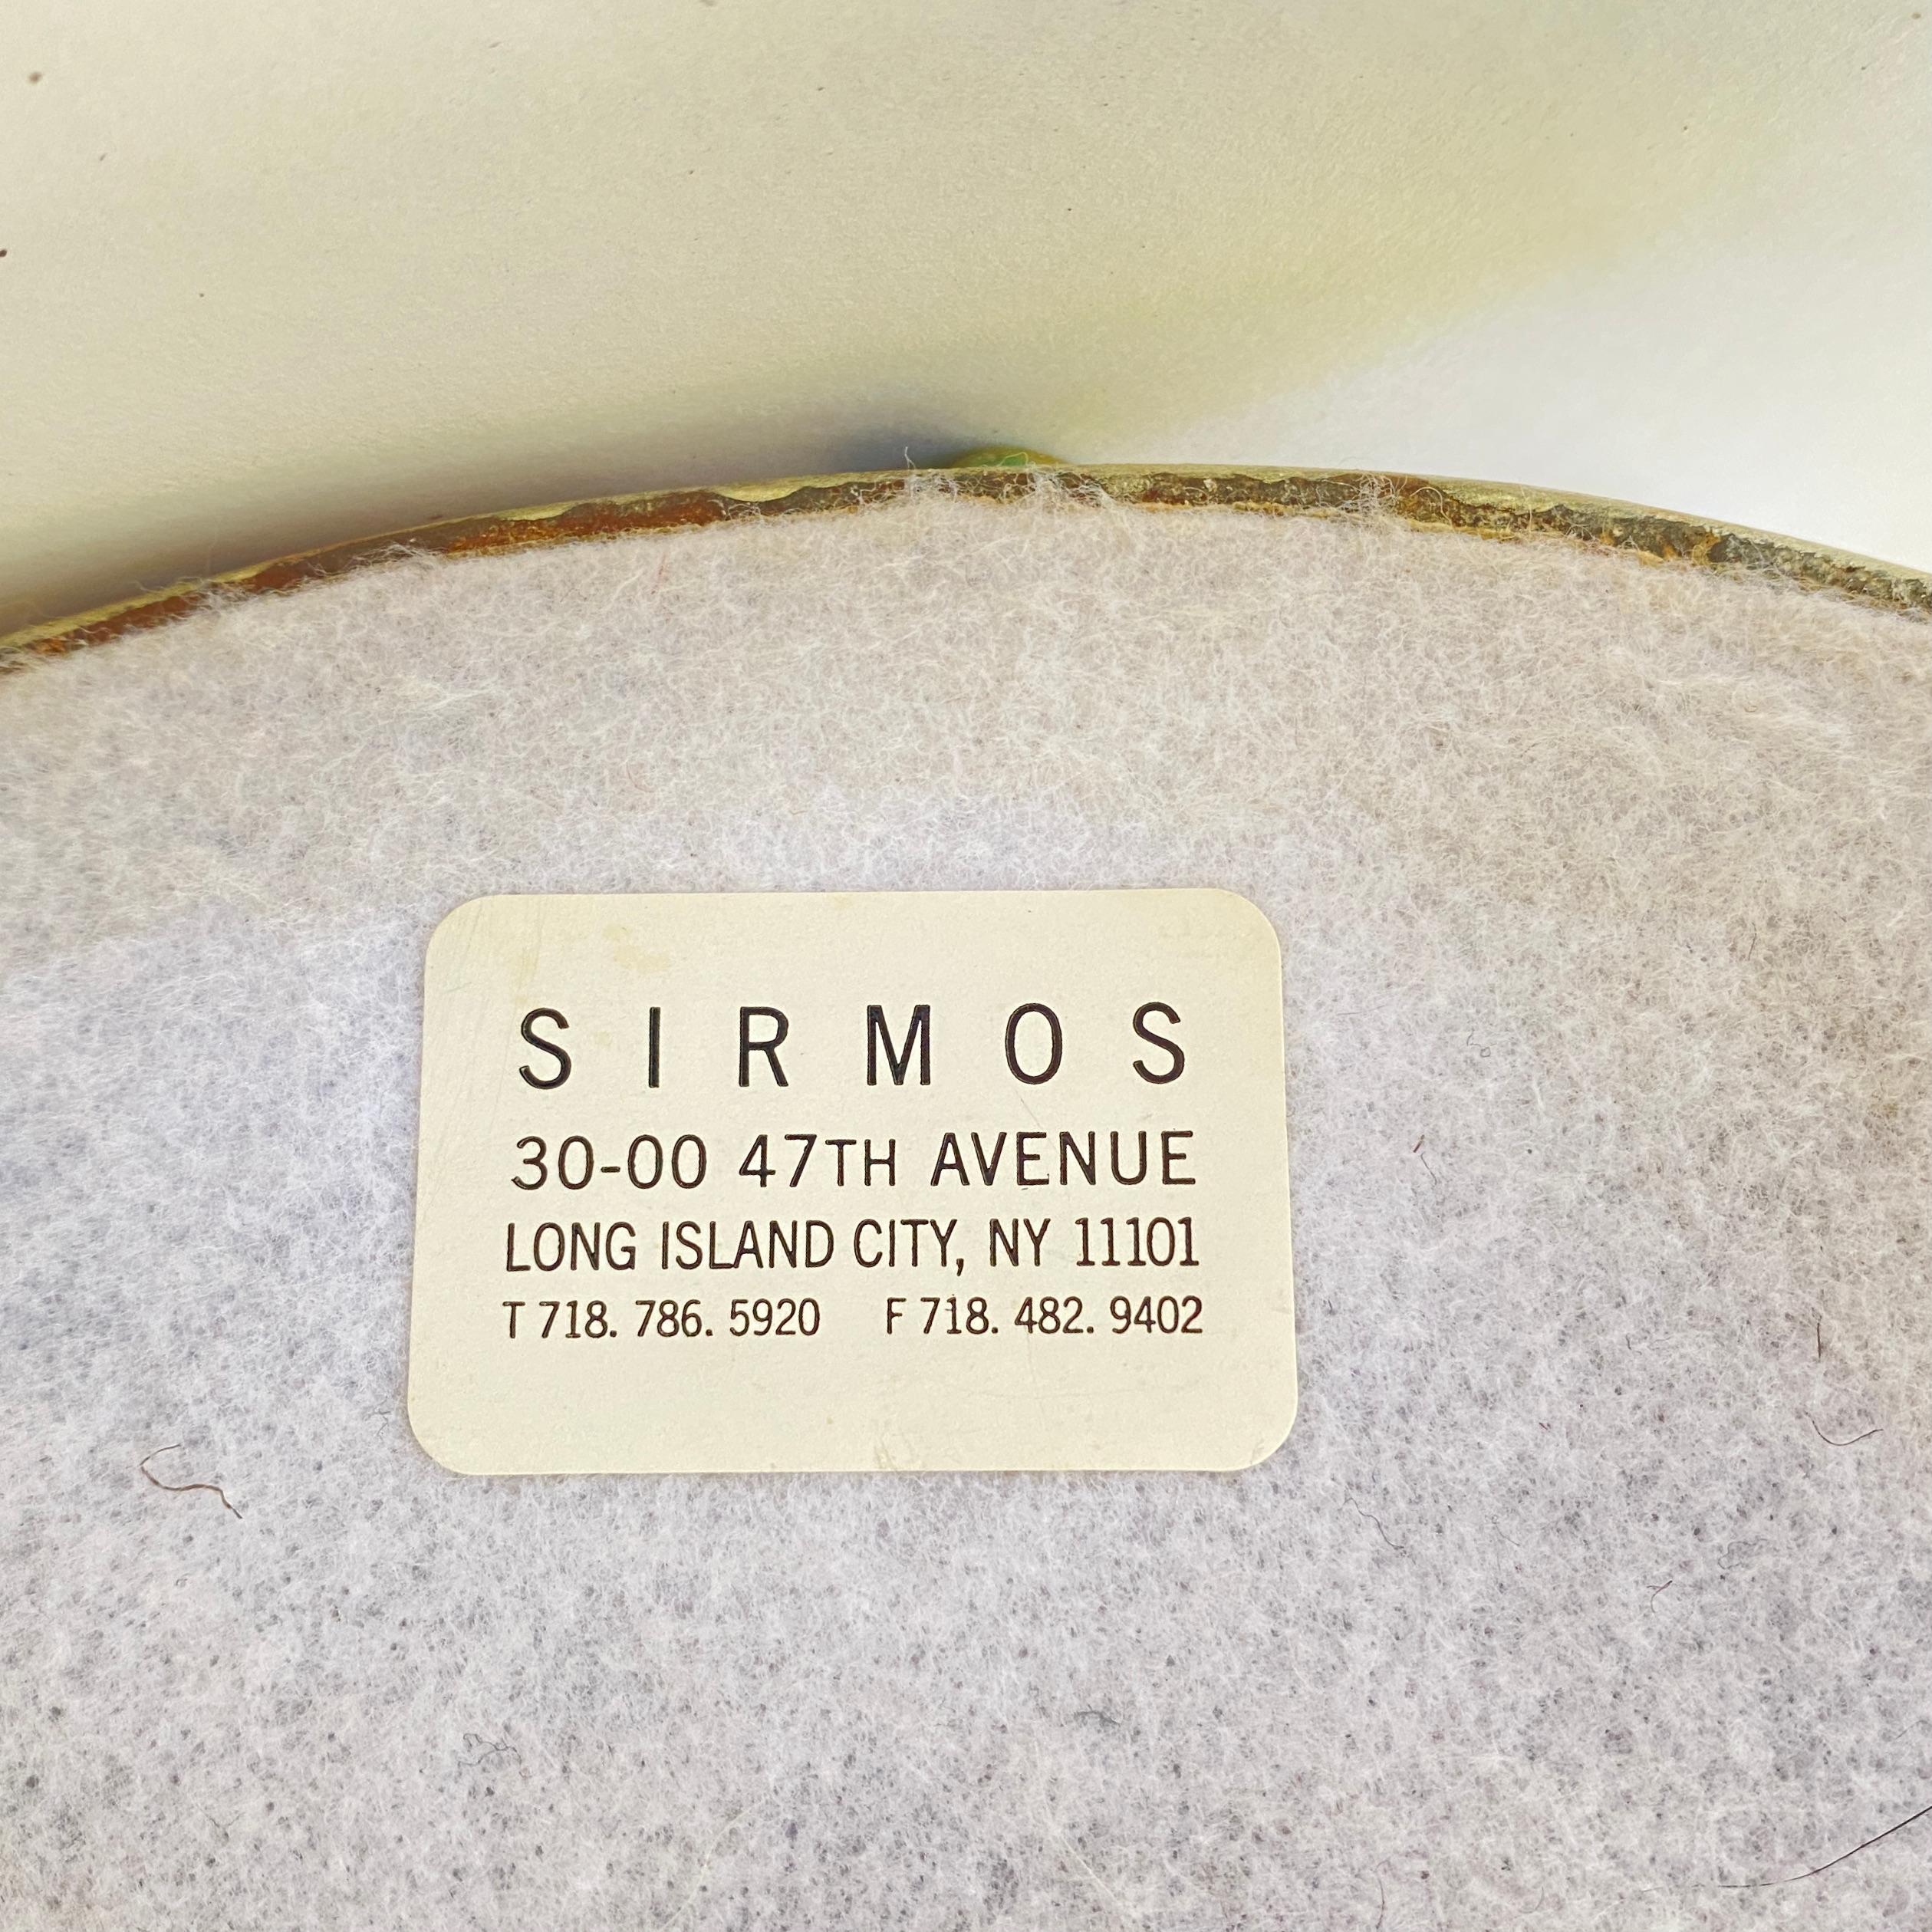 SIRMOS
30-00 47TH AVENUE
LONG ISLAND CITY, NY 11101
T 718. 786. 5920 F 718. 482. 9402